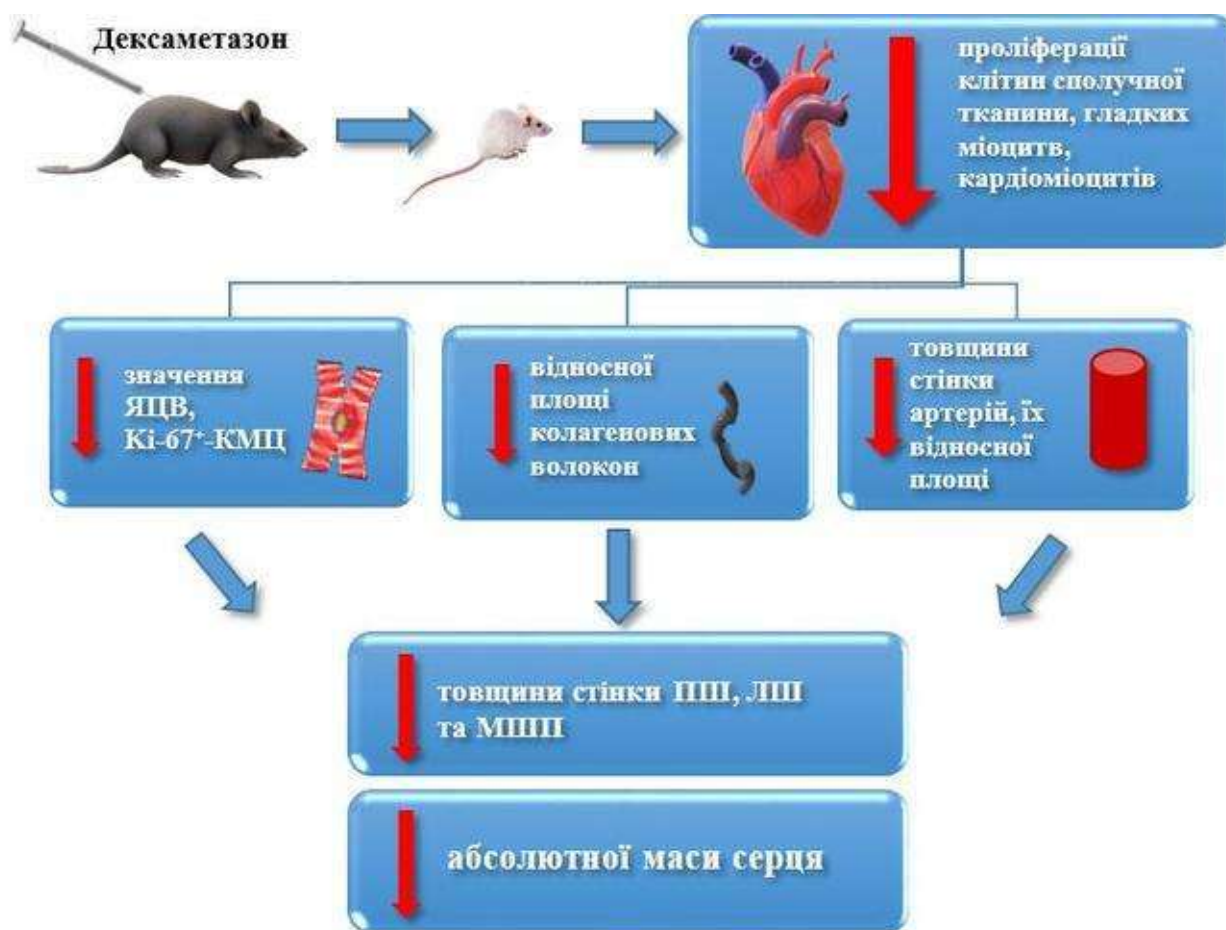 Дексаметазон
проліферації
клітин сполучної
тканини, гладких
міоцитв,
кардіоміоцитів
значення
ЯЦВ,
Ki-67⁺-КМЦ
відносної
площі
колагенових
волокон
товщини
стінки
артерій, їх
відносної
площі
товщини стінки ПШ, ЛШ
та МШП
абсолютної маси серця